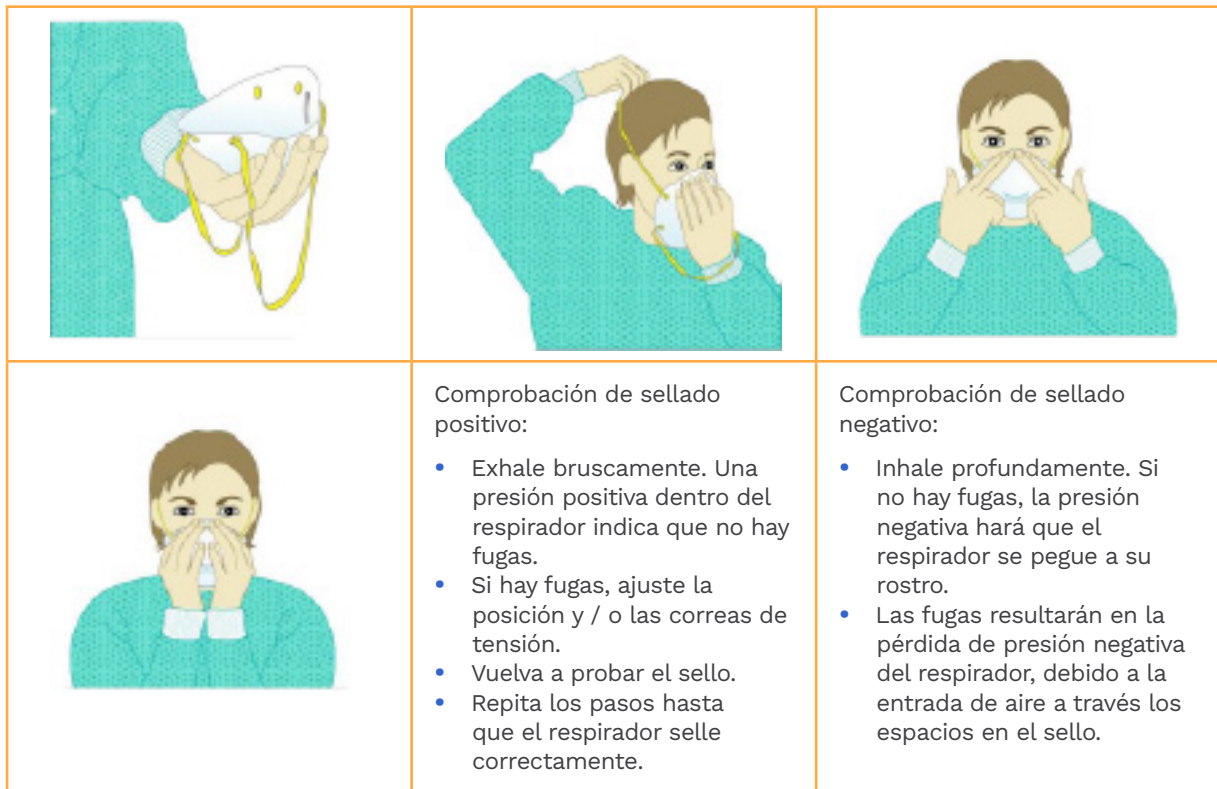 Comprobación de sellado
positivo:
• Exhale bruscamente. Una
presión positiva dentro del
respirador indica que no hay
fugas.
• Si hay fugas, ajuste la
posición y / o las correas de
tensión.
• Vuelva a probar el sello.
• Repita los pasos hasta
que el respirador selle
correctamente.
Comprobación de sellado
negativo:
• Inhale profundamente. Si
no hay fugas, la presión
negativa hará que el
respirador se pegue a su
rostro.
• Las fugas resultarán en la
pérdida de presión negativa
del respirador, debido a la
entrada de aire a través los
espacios en el sello.